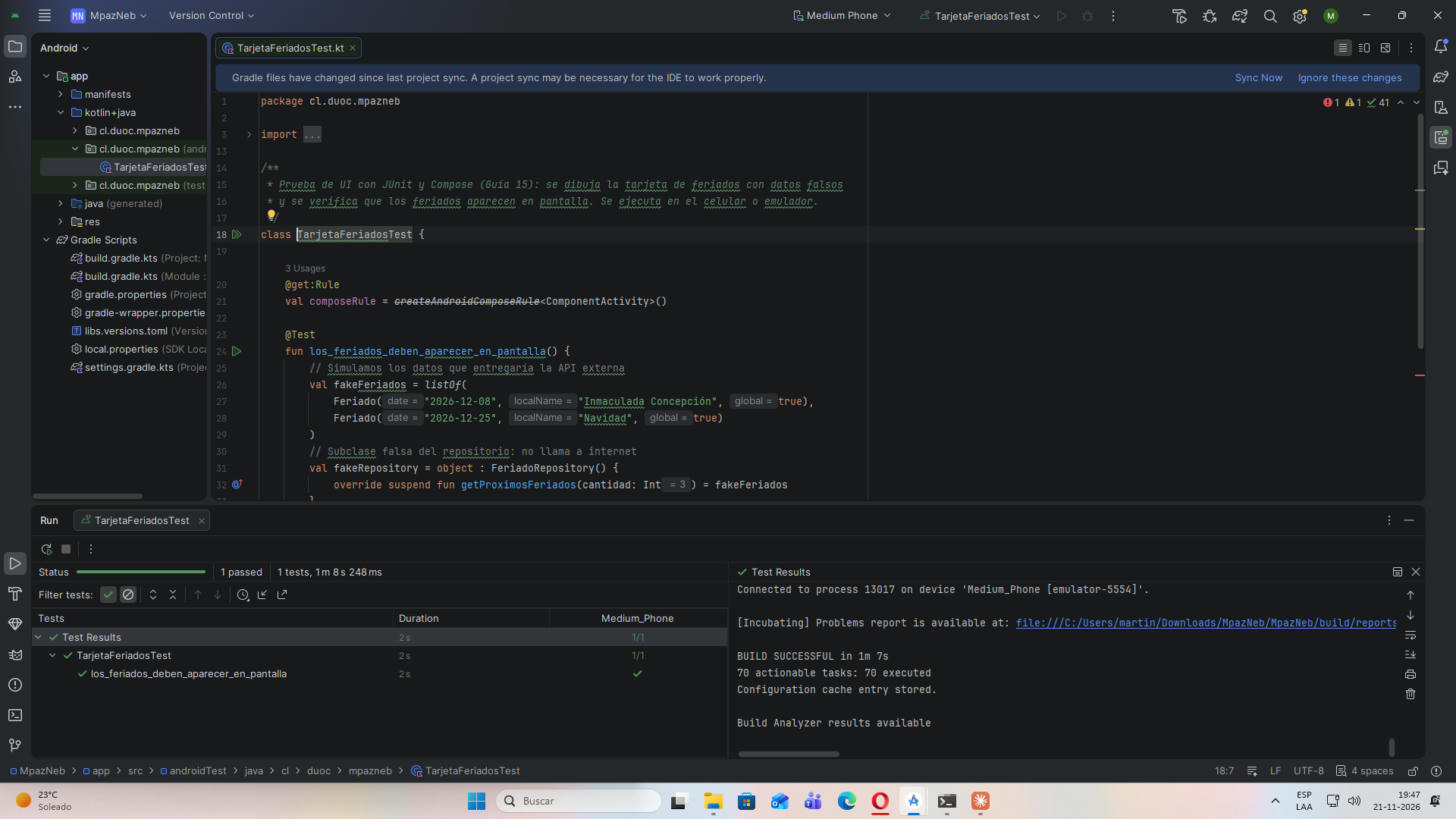 MN MpazNeb Version Control Medium Phone TarjetaFeriadosTest M
Android
app
manifests
kotlin+java
cl.duoc.mpazneb
cl.duoc.mpazneb (andr
TarjetaFeriadosTest
cl.duoc.mpazneb (test
java (generated)
res
Gradle Scripts
build.gradle.kts (Project: M
build.gradle.kts (Module :
gradle.properties (Project
gradle-wrapper.propertie
libs.versions.toml (Version
local.properties (SDK Loca
settings.gradle.kts (Projec
TarjetaFeriadosTest.kt
Gradle files have changed since last project sync. A project sync may be necessary for the IDE to work properly. Sync Now Ignore these changes
1 1 41
1 package cl.duoc.mpazneb
2
3 import ...
13
14 /**
15 * Prueba de UI con JUnit y Compose (Guía 15): se dibuja la tarjeta de feriados con datos falsos
16 * y se verifica que los feriados aparecen en pantalla. Se ejecuta en el celular o emulador.
17 */
18 class TarjetaFeriadosTest {
19
3 Usages
20 @get:Rule
21 val composeRule = createAndroidComposeRule<ComponentActivity>()
22
23 @Test
24 fun los_feriados_deben_aparecer_en_pantalla() {
25 // Simulamos los datos que entregaría la API externa
26 val fakeFeriados = listOf(
27 Feriado( date = "2026-12-08", localName = "Inmaculada Concepción", global = true),
28 Feriado( date = "2026-12-25", localName = "Navidad", global = true)
29 )
30 // Subclase falsa del repositorio: no llama a internet
31 val fakeRepository = object : FeriadoRepository() {
32 override suspend fun getProximosFeriados(cantidad: Int = 3 ) = fakeFeriados
Run TarjetaFeriadosTest
Status 1 passed 1 tests, 1m 8s 248ms
Filter tests:
Tests Duration Medium_Phone
Test Results 2s 1/1
TarjetaFeriadosTest 2s 1/1
los_feriados_deben_aparecer_en_pantalla 2s
Test Results
Connected to process 13017 on device 'Medium_Phone [emulator-5554]'.
[Incubating] Problems report is available at: file:///C:/Users/martin/Downloads/MpazNeb/MpazNeb/build/reports
BUILD SUCCESSFUL in 1m 7s
70 actionable tasks: 70 executed
Configuration cache entry stored.
Build Analyzer results available
MpazNeb > app > src > androidTest > java > cl > duoc > mpazneb > TarjetaFeriadosTest 18:7 LF UTF-8 4 spaces
23°C
Soleado
Buscar
ESP
LAA
19:47
21-11-2026